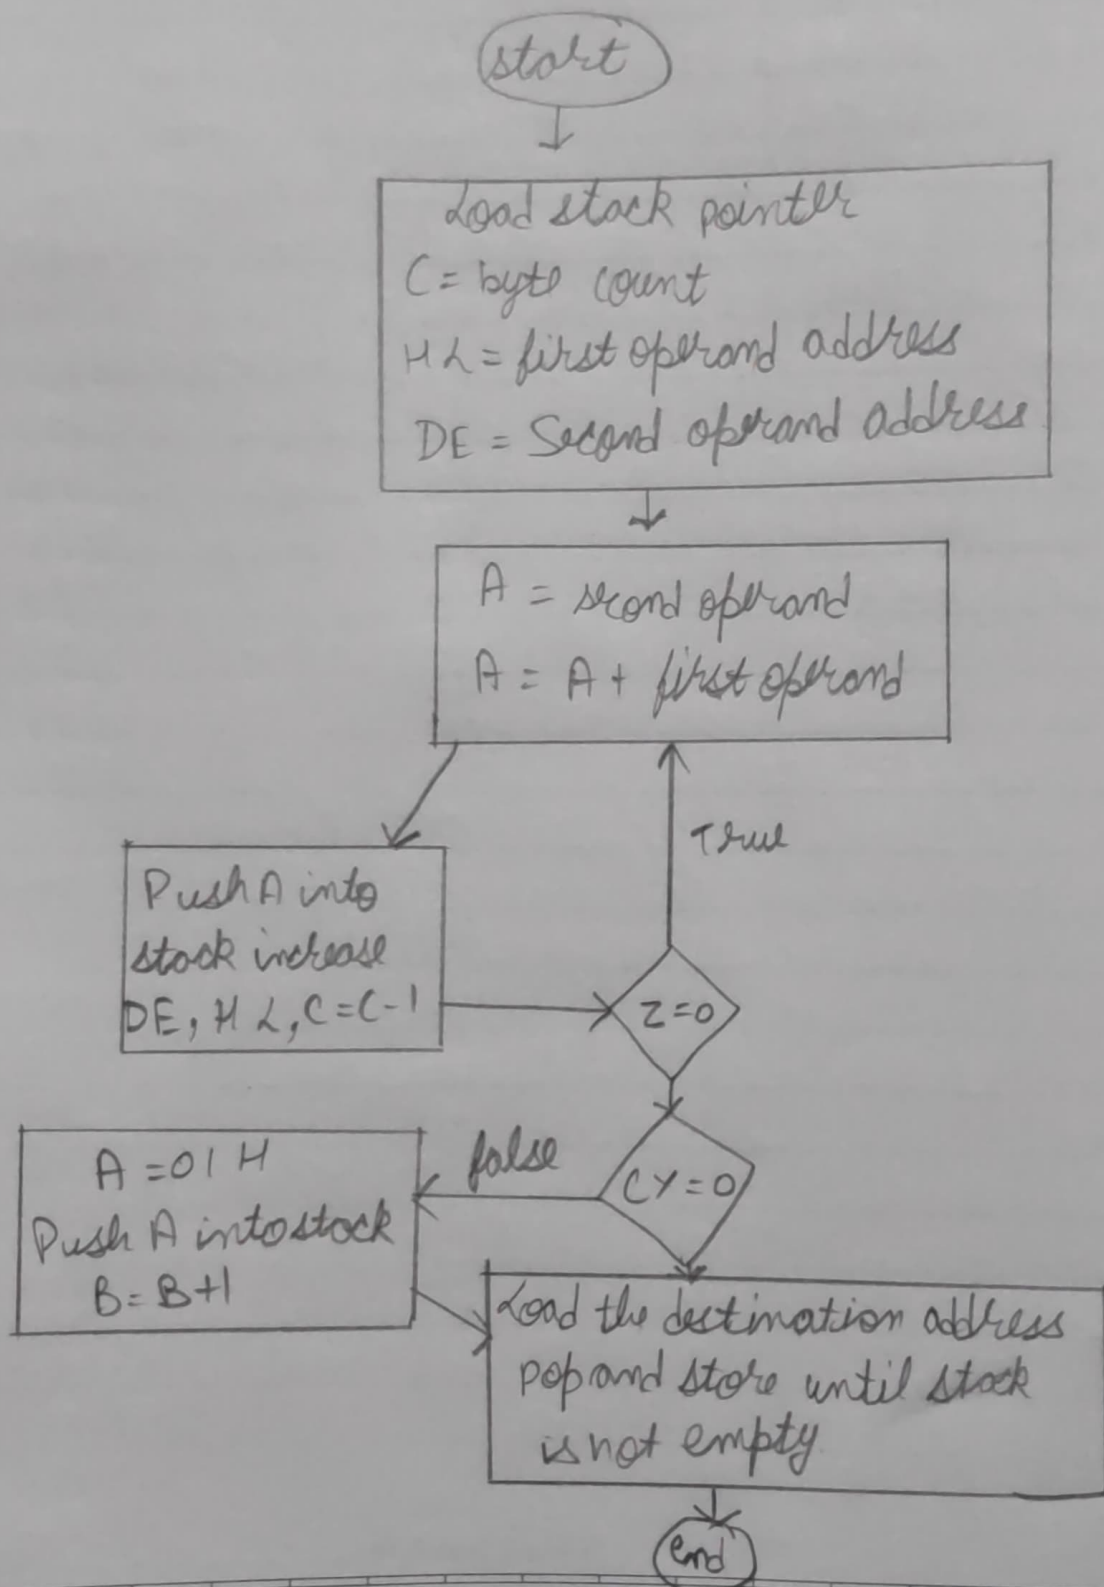 start
Load stack pointer
C = byte count
HL = first operand address
DE = Second operand address
A = second operand
A = A + first operand
True
Push A into
stack increase
DE, HL, C=C-1
Z=0
false
CY=0
A = 01 H
Push A into stack
B = B+1
Load the destination address
pop and store until stack
is not empty
end